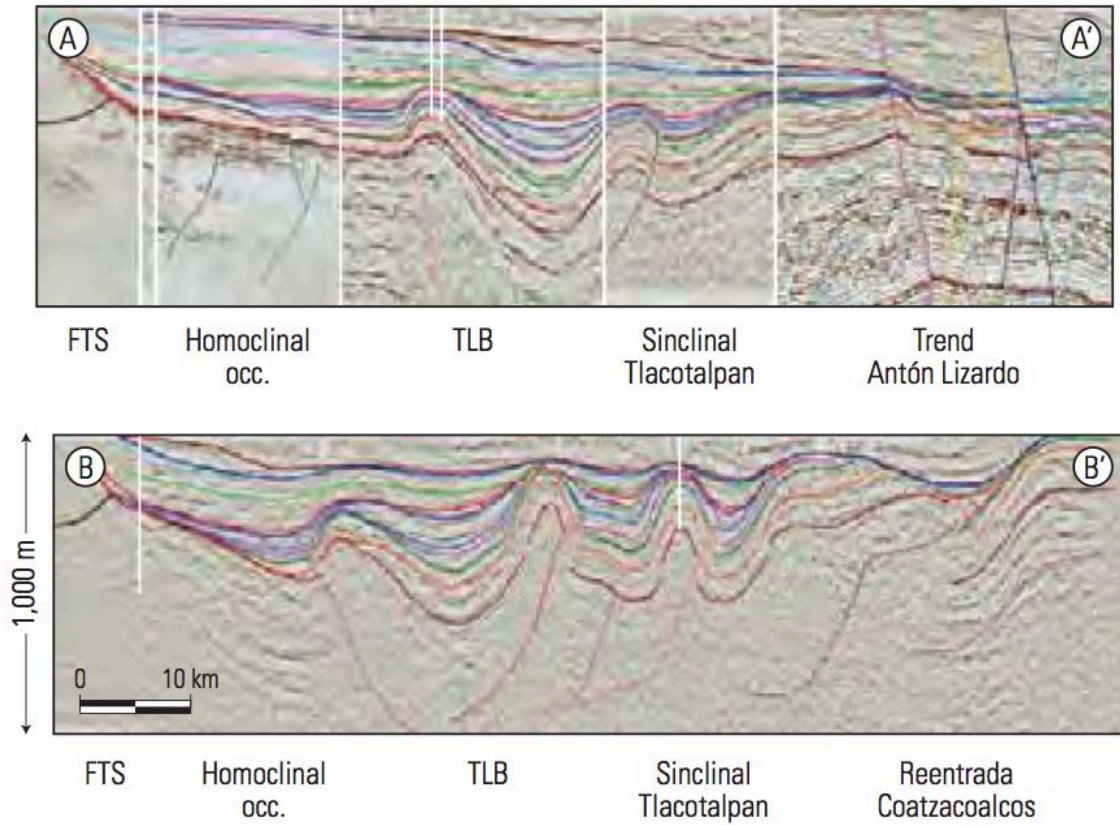 A
A'
FTS
Homoclinal
occ.
TLB
Sinclinal
Tlacotalpan
Trend
Antón Lizardo
B
B'
1,000 m
0
10 km
FTS
Homoclinal
occ.
TLB
Sinclinal
Tlacotalpan
Reentrada
Coatzacoalcos